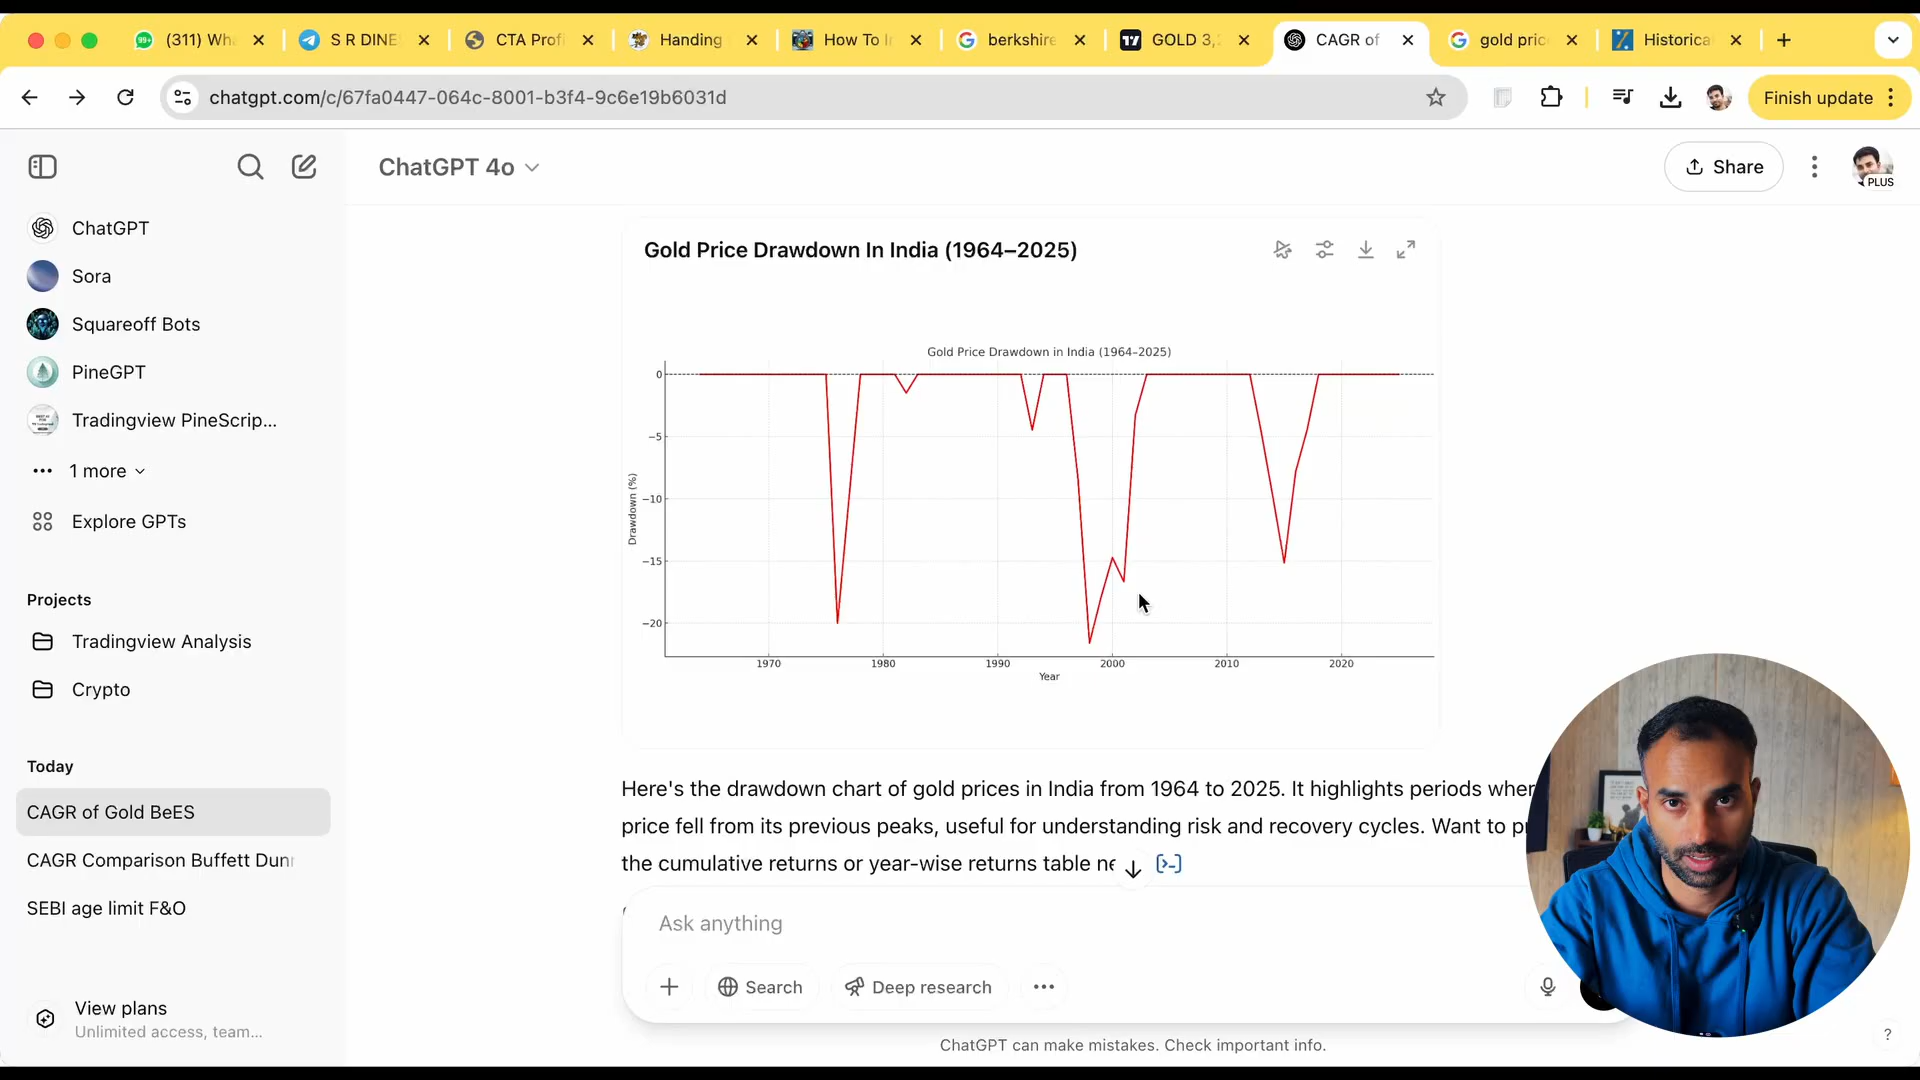 (311) Wh
S R DINE
CTA Prof
Handing
How To I
berkshire
GOLD 3,
CAGR of
gold pric
Historica
chatgpt.com/c/67fa0447-064c-8001-b3f4-9c6e19b6031d
Finish update
ChatGPT 4o
Share
PLUS
ChatGPT
Sora
Squareoff Bots
PineGPT
Tradingview PineScrip...
1 more
Explore GPTs
Projects
Tradingview Analysis
Crypto
Today
CAGR of Gold BeES
CAGR Comparison Buffett Dun
SEBI age limit F&O
View plans
Unlimited access, team...
Gold Price Drawdown In India (1964–2025)
Gold Price Drawdown in India (1964–2025)
0
−5
−10
−15
−20
Drawdown (%)
1970 1980 1990 2000 2010 2020
Year
Here's the drawdown chart of gold prices in India from 1964 to 2025. It highlights periods wher
price fell from its previous peaks, useful for understanding risk and recovery cycles. Want to
the cumulative returns or year-wise returns table
Ask anything
Search
Deep research
ChatGPT can make mistakes. Check important info.
?